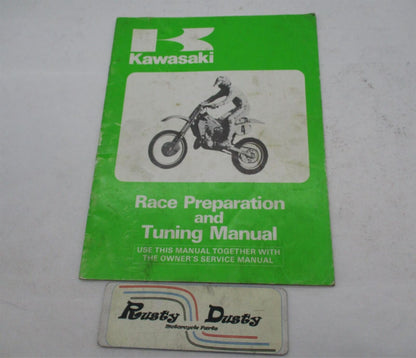 Kawasaki
4
Race Preparation
and
Tuning Manual
USE THIS MANUAL TOGETHER WITH
THE OWNER'S SERVICE MANUAL
Rusty Dusty
Motorcycle Parts